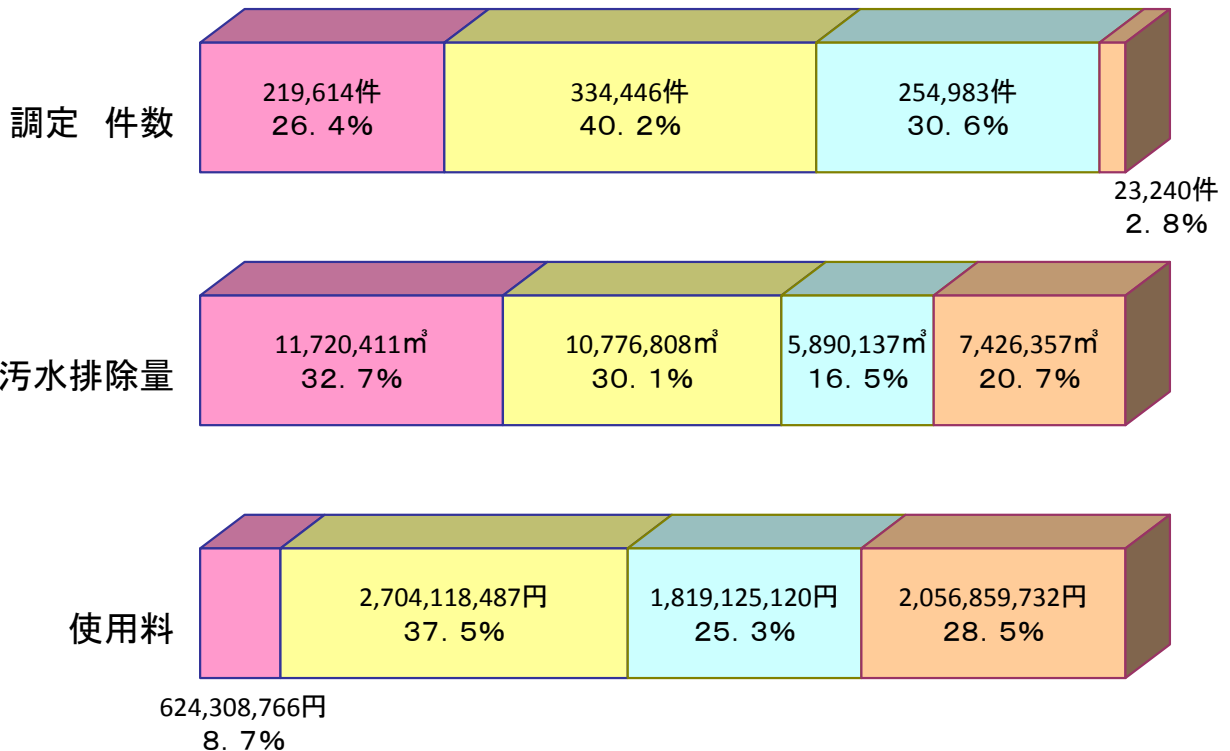 調定　件数
219,614件
26．4%
334,446件
40．2%
254,983件
30．6%
23,240件
2．8%
汚水排除量
11,720,411㎥
32．7%
10,776,808㎥
30．1%
5,890,137㎥
16．5%
7,426,357㎥
20．7%
使用料
624,308,766円
8．7%
2,704,118,487円
37．5%
1,819,125,120円
25．3%
2,056,859,732円
28．5%